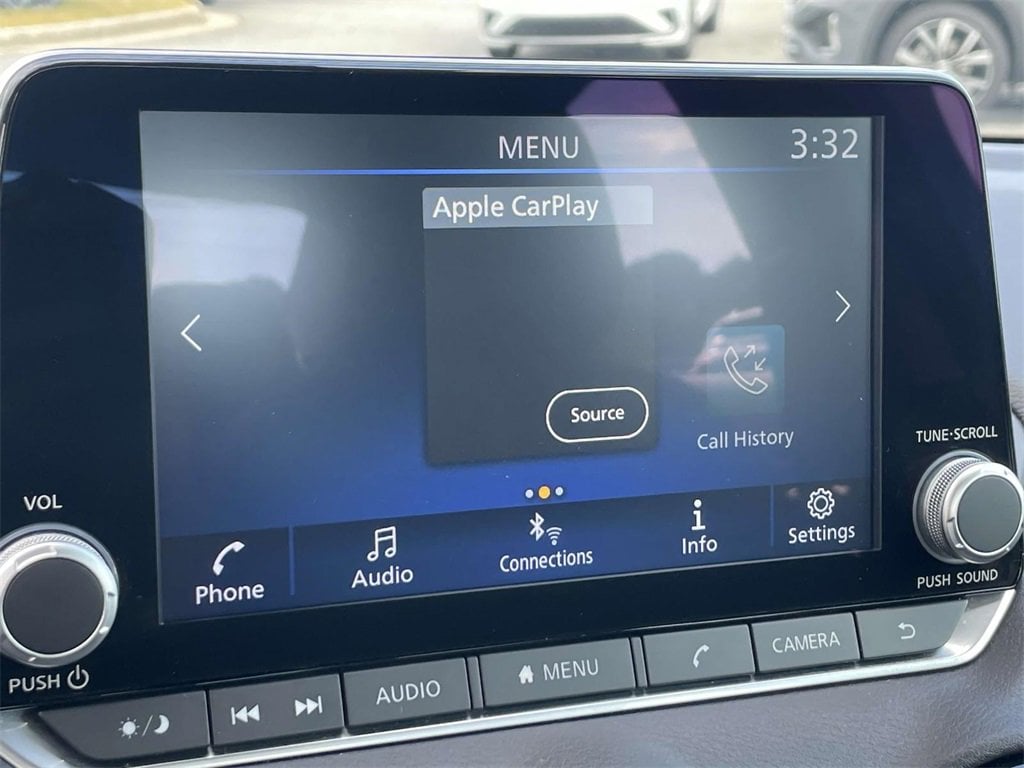 MENU
3:32
Apple CarPlay
Source
Call History
TUNE·SCROLL
VOL
Phone
Audio
Connections
Info
Settings
PUSH SOUND
PUSH
AUDIO
MENU
CAMERA